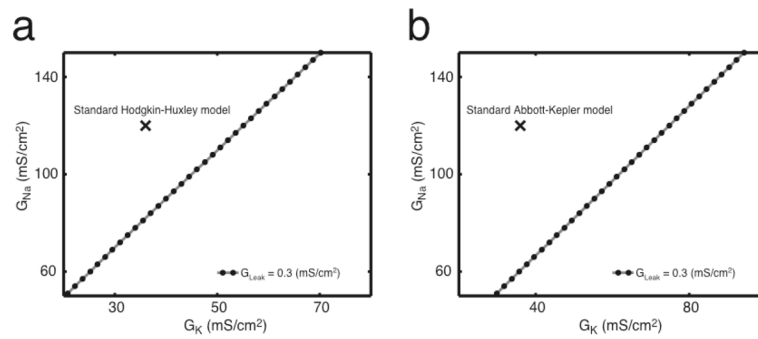 a
140
100
60
G_Na (mS/cm²)
Standard Hodgkin-Huxley model
G_Leak = 0.3 (mS/cm²)
30
50
70
G_K (mS/cm²)
b
140
100
60
G_Na (mS/cm²)
Standard Abbott-Kepler model
G_Leak = 0.3 (mS/cm²)
40
80
G_K (mS/cm²)